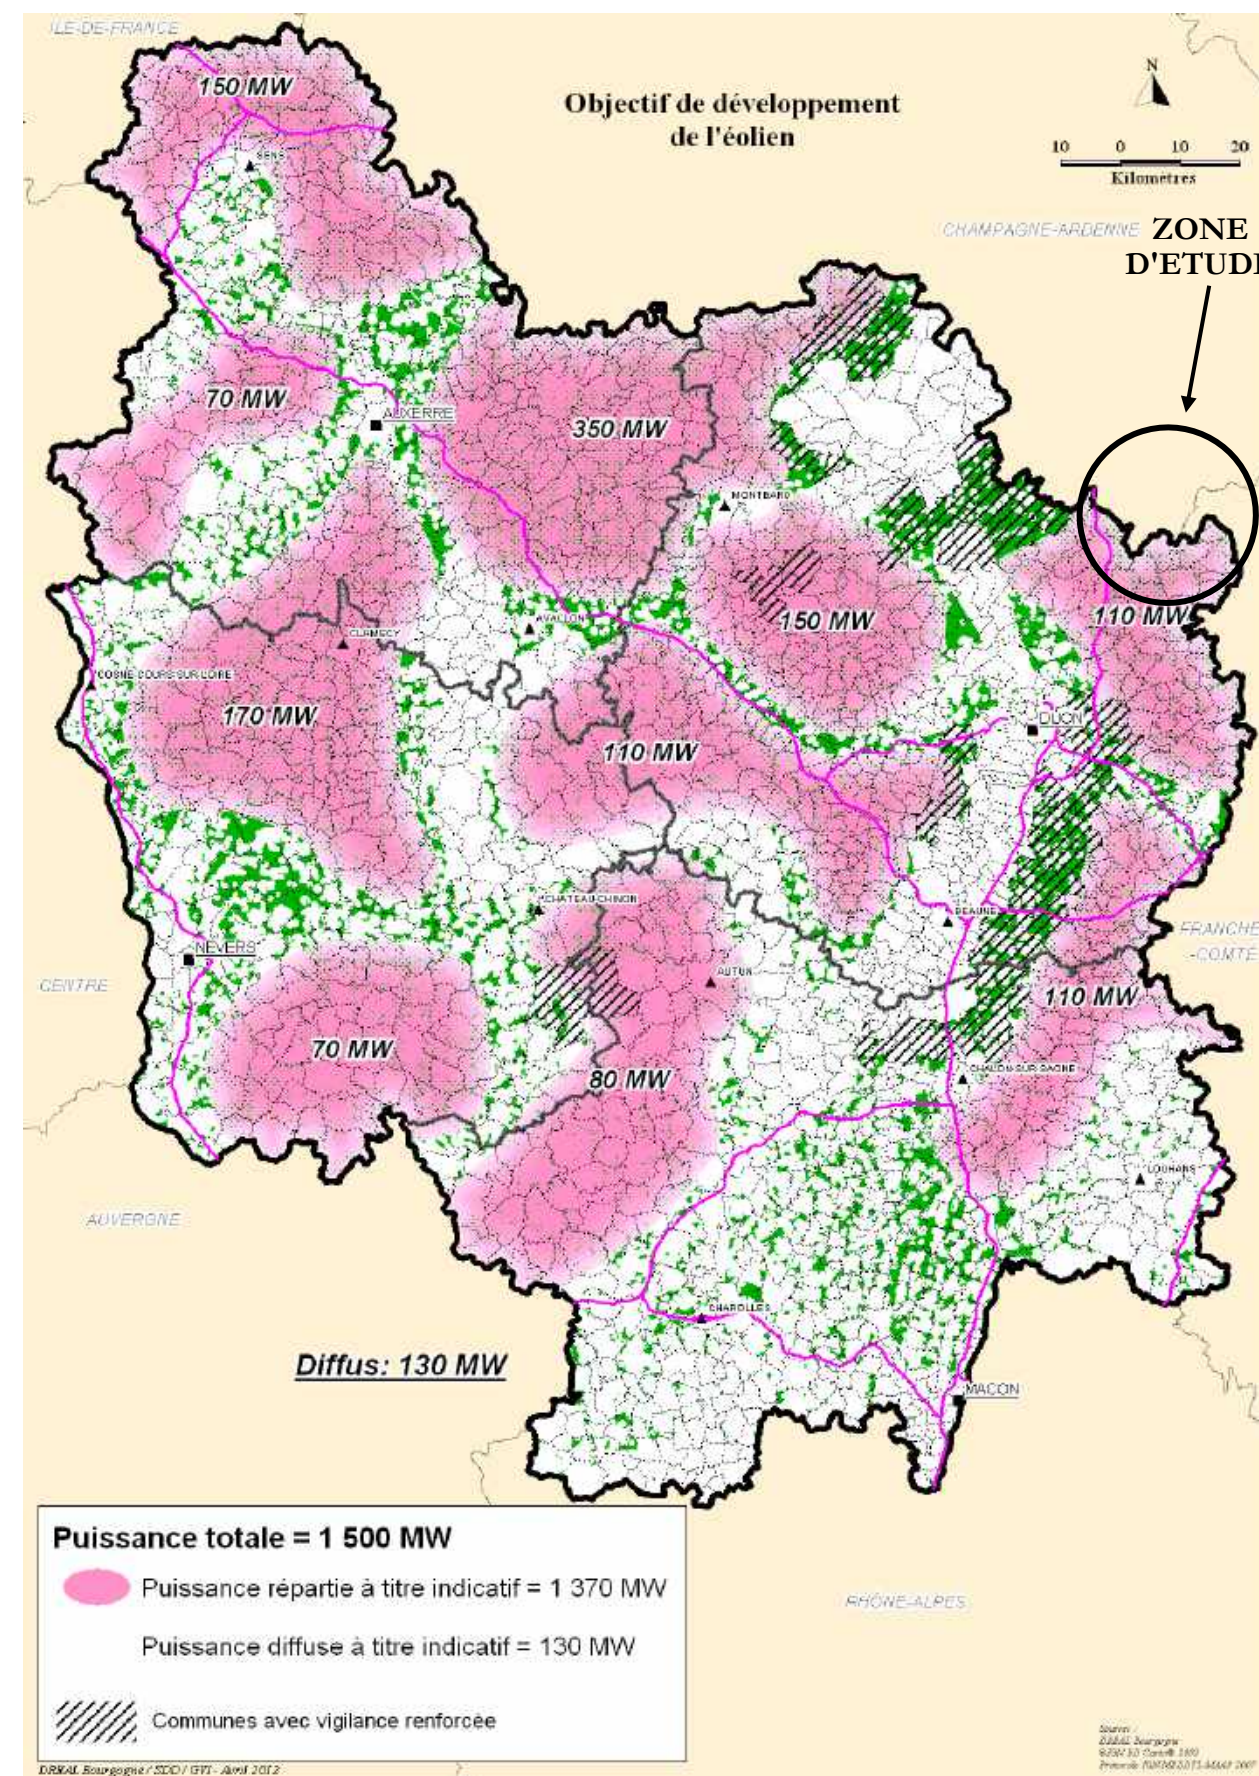 ILE-DE-FRANCE
150 MW
Objectif de développement
de l'éolien
N
10 0 10 20
Kilomètres
SENS
CHAMPAGNE-ARDENNE
ZONE
D'ETUDE
70 MW
AUXERRE
350 MW
MONTBARD
150 MW
110 MW
AVALLON
CLAMECY
COSNE-COURS-SUR-LOIRE
170 MW
DIJON
110 MW
CHATEAU-CHINON
BEAUNE
NEVERS
FRANCHE
-COMTE
CENTRE
AUTUN
110 MW
70 MW
80 MW
CHALON-SUR-SAONE
LOUHANS
AUVERGNE
CHAROLLES
Diffus: 130 MW
MACON
Puissance totale = 1 500 MW
Puissance répartie à titre indicatif = 1 370 MW
Puissance diffuse à titre indicatif = 130 MW
RHÔNE-ALPES
Communes avec vigilance renforcée
Sources :
DREAL Bourgogne
DREAL Bourgogne / SDD / GVI - Avril 2012